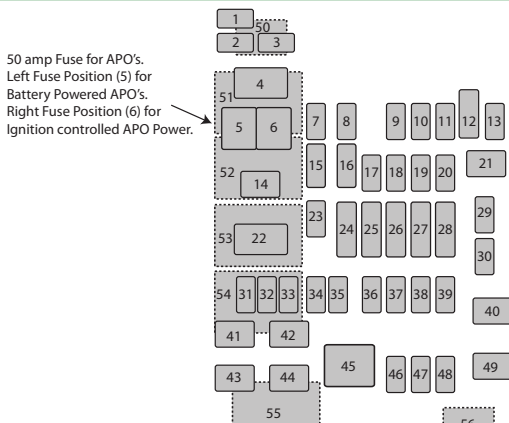 1
50
2 3
50 amp Fuse for APO's.
Left Fuse Position (5) for
Battery Powered APO's.
Right Fuse Position (6) for
Ignition controlled APO Power.
4
51
5 6 7 8 9 10 11 12 13
52 14 15 16 17 18 19 20 21
53 22 23 24 25 26 27 28 29
30
54 31 32 33 34 35 36 37 38 39
40
41 42
43 44 45 46 47 48 49
55
56